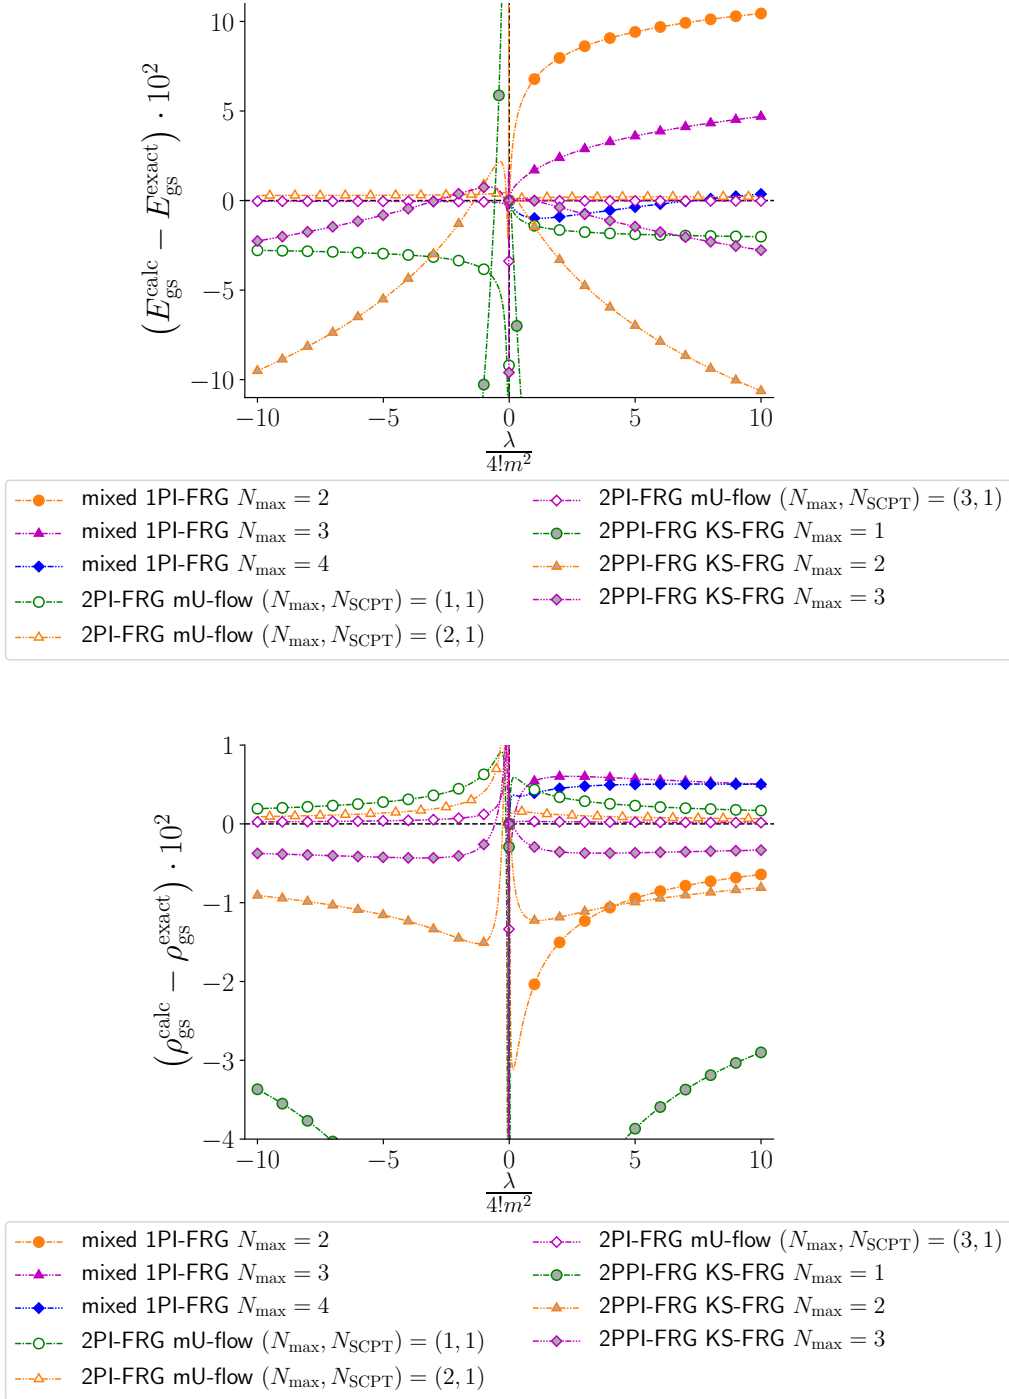 (E_gs^calc − E_gs^exact) · 10^2
10
5
0
−5
−10
−10 −5 0 5 10
λ
4!m^2
mixed 1PI-FRG N_max = 2
mixed 1PI-FRG N_max = 3
mixed 1PI-FRG N_max = 4
2PI-FRG mU-flow (N_max, N_SCPT) = (1, 1)
2PI-FRG mU-flow (N_max, N_SCPT) = (2, 1)
2PI-FRG mU-flow (N_max, N_SCPT) = (3, 1)
2PPI-FRG KS-FRG N_max = 1
2PPI-FRG KS-FRG N_max = 2
2PPI-FRG KS-FRG N_max = 3
(ρ_gs^calc − ρ_gs^exact) · 10^2
1
0
−1
−2
−3
−4
−10 −5 0 5 10
λ
4!m^2
mixed 1PI-FRG N_max = 2
mixed 1PI-FRG N_max = 3
mixed 1PI-FRG N_max = 4
2PI-FRG mU-flow (N_max, N_SCPT) = (1, 1)
2PI-FRG mU-flow (N_max, N_SCPT) = (2, 1)
2PI-FRG mU-flow (N_max, N_SCPT) = (3, 1)
2PPI-FRG KS-FRG N_max = 1
2PPI-FRG KS-FRG N_max = 2
2PPI-FRG KS-FRG N_max = 3